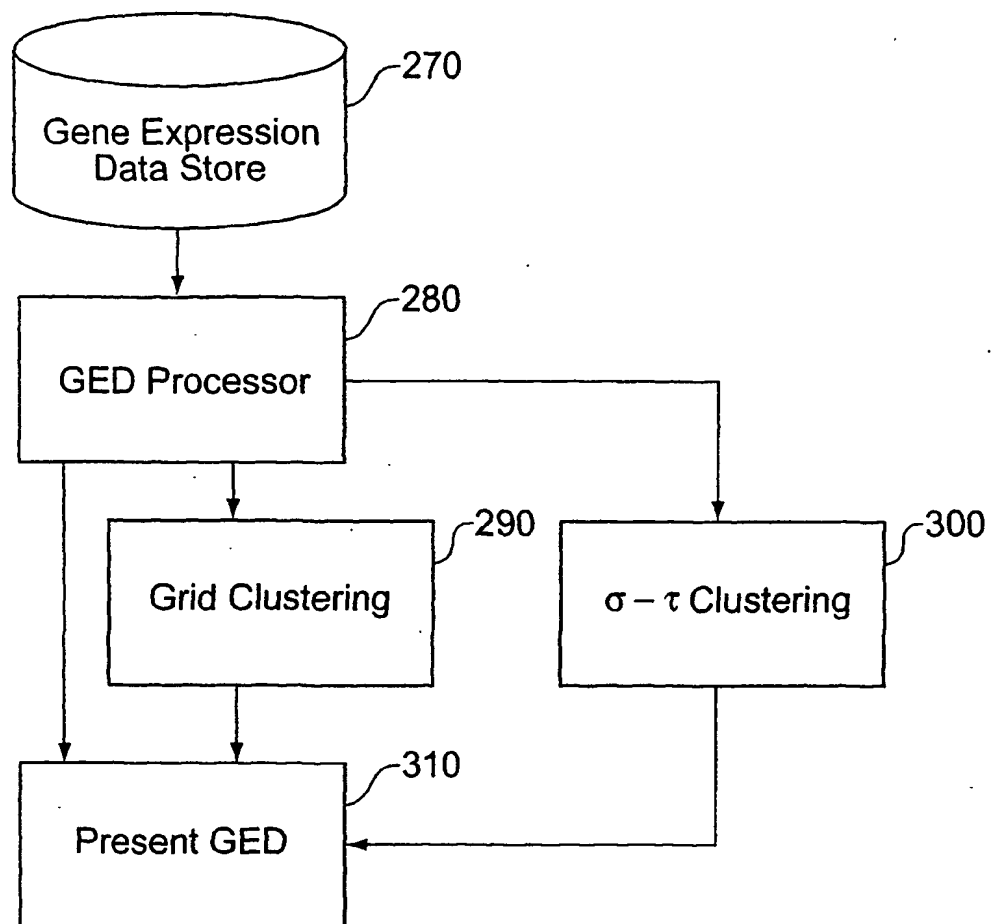 270
Gene Expression
Data Store
280
GED Processor
290
Grid Clustering
300
σ – τ Clustering
310
Present GED